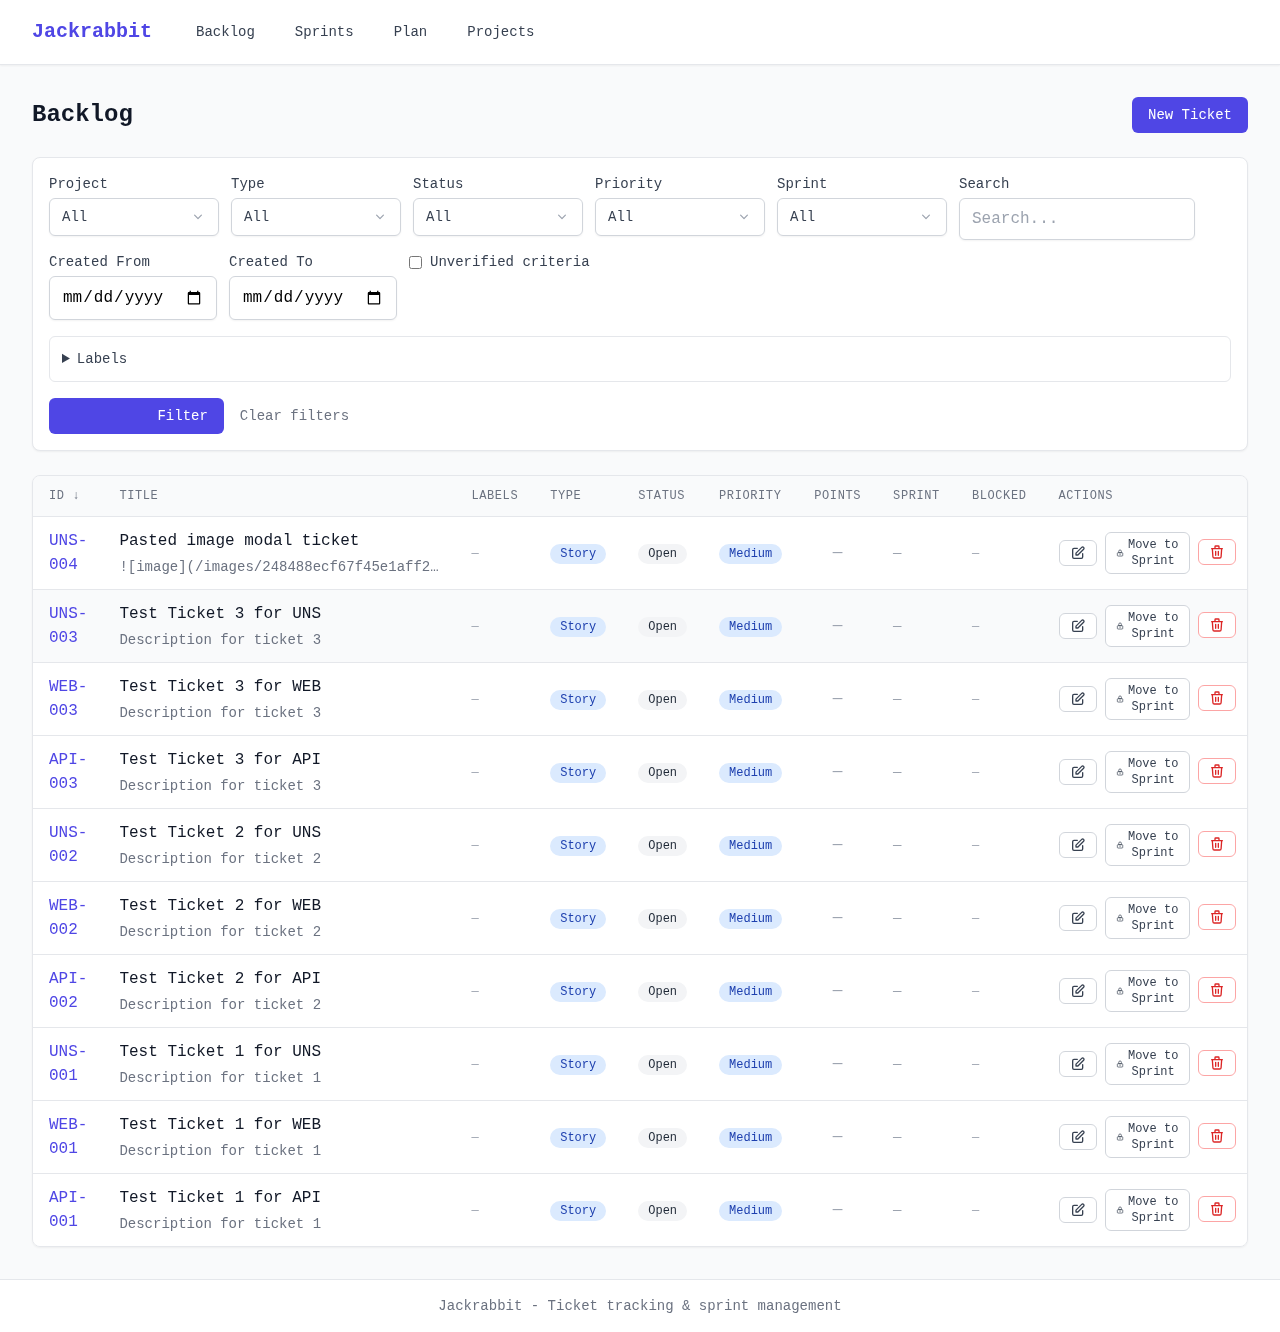 Jackrabbit Backlog Sprints Plan Projects
Backlog New Ticket
Project Type Status Priority Sprint Search
All All All All All Search...
Created From Created To Unverified criteria
mm/dd/yyyy mm/dd/yyyy
Labels
Filter Clear filters
ID ↓ TITLE LABELS TYPE STATUS PRIORITY POINTS SPRINT BLOCKED ACTIONS
UNS-004 Pasted image modal ticket — Story Open Medium — — — Move to Sprint
![image](/images/248488ecf67f45e1aff2…
UNS-003 Test Ticket 3 for UNS — Story Open Medium — — — Move to Sprint
Description for ticket 3
WEB-003 Test Ticket 3 for WEB — Story Open Medium — — — Move to Sprint
Description for ticket 3
API-003 Test Ticket 3 for API — Story Open Medium — — — Move to Sprint
Description for ticket 3
UNS-002 Test Ticket 2 for UNS — Story Open Medium — — — Move to Sprint
Description for ticket 2
WEB-002 Test Ticket 2 for WEB — Story Open Medium — — — Move to Sprint
Description for ticket 2
API-002 Test Ticket 2 for API — Story Open Medium — — — Move to Sprint
Description for ticket 2
UNS-001 Test Ticket 1 for UNS — Story Open Medium — — — Move to Sprint
Description for ticket 1
WEB-001 Test Ticket 1 for WEB — Story Open Medium — — — Move to Sprint
Description for ticket 1
API-001 Test Ticket 1 for API — Story Open Medium — — — Move to Sprint
Description for ticket 1
Jackrabbit - Ticket tracking & sprint management